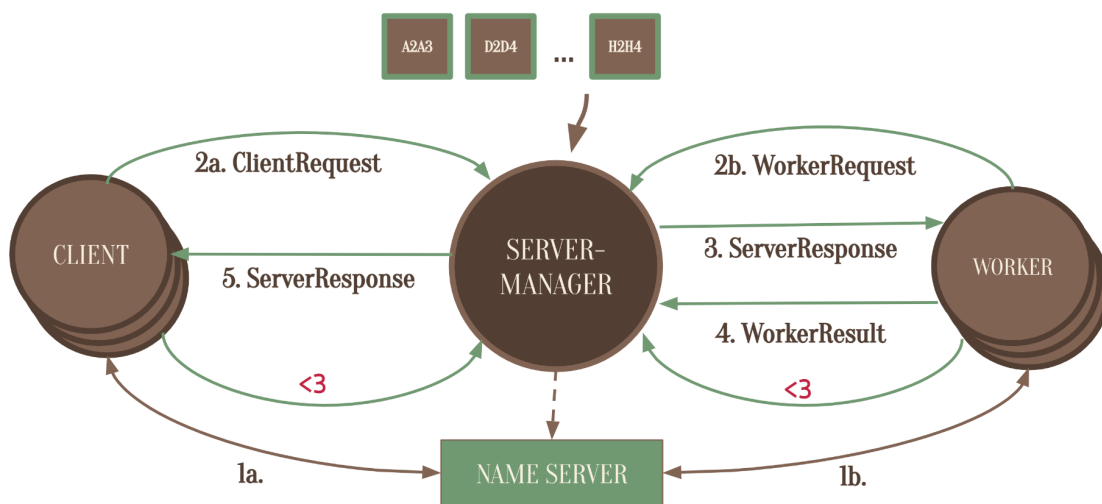 A2A3
D2D4
...
H2H4
2a. ClientRequest
2b. WorkerRequest
CLIENT
SERVER-
MANAGER
WORKER
3. ServerResponse
5. ServerResponse
4. WorkerResult
<3
<3
1a.
NAME SERVER
1b.